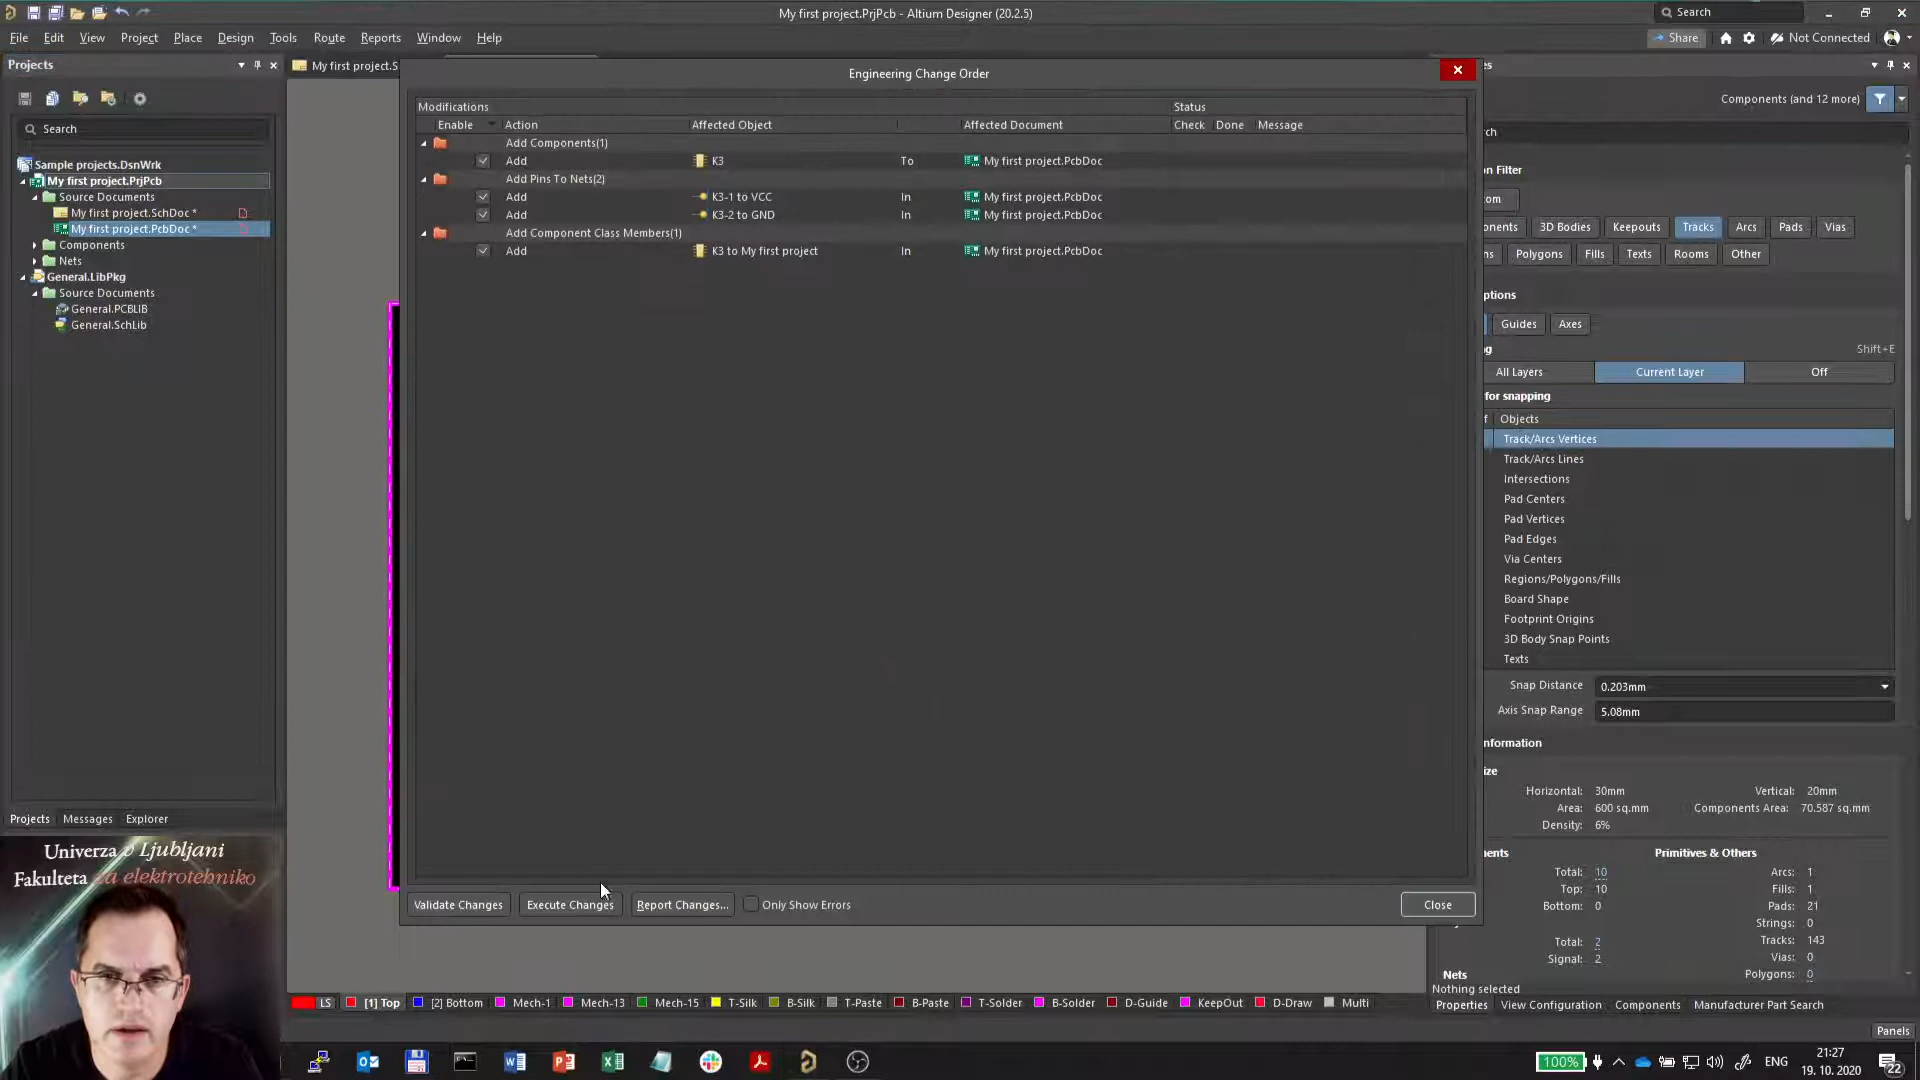 My first project.PrjPcb - Altium Designer (20.2.5)
Search
File Edit View Project Place Design Tools Route Reports Window Help
Share
Not Connected
Projects
My first project.S
Engineering Change Order
es
Components (and 12 more)
Search
rch
Modifications
Status
Enable Action Affected Object Affected Document Check Done Message
Add Components(1)
Add K3 To My first project.PcbDoc
Add Pins To Nets(2)
Add K3-1 to VCC In My first project.PcbDoc
Add K3-2 to GND In My first project.PcbDoc
Add Component Class Members(1)
Add K3 to My first project In My first project.PcbDoc
Sample projects.DsnWrk
My first project.PrjPcb
Source Documents
My first project.SchDoc *
My first project.PcbDoc *
Components
Nets
General.LibPkg
Source Documents
General.PCBLIB
General.SchLib
on Filter
om
onents 3D Bodies Keepouts Tracks Arcs Pads Vias
ns Polygons Fills Texts Rooms Other
ptions
Guides Axes
g
Shift+E
All Layers Current Layer Off
for snapping
f Objects
Track/Arcs Vertices
Track/Arcs Lines
Intersections
Pad Centers
Pad Vertices
Pad Edges
Via Centers
Regions/Polygons/Fills
Board Shape
Footprint Origins
3D Body Snap Points
Texts
Snap Distance 0.203mm
Axis Snap Range 5.08mm
nformation
ize
Horizontal: 30mm Vertical: 20mm
Area: 600 sq.mm Components Area: 70.587 sq.mm
Density: 6%
nents
Primitives & Others
Total: 10 Arcs: 1
Top: 10 Fills: 1
Bottom: 0 Pads: 21
Strings: 0
Total: 2 Tracks: 143
Signal: 2 Vias: 0
Nets Polygons: 0
Nothing selected
Projects Messages Explorer
Univerza v Ljubljani
Fakulteta za elektrotehniko
Validate Changes Execute Changes Report Changes... Only Show Errors Close
LS [1] Top [2] Bottom Mech-1 Mech-13 Mech-15 T-Silk B-Silk T-Paste B-Paste T-Solder B-Solder D-Guide KeepOut D-Draw Multi
Properties View Configuration Components Manufacturer Part Search
Panels
100%
ENG
21:27
19. 10. 2020
22